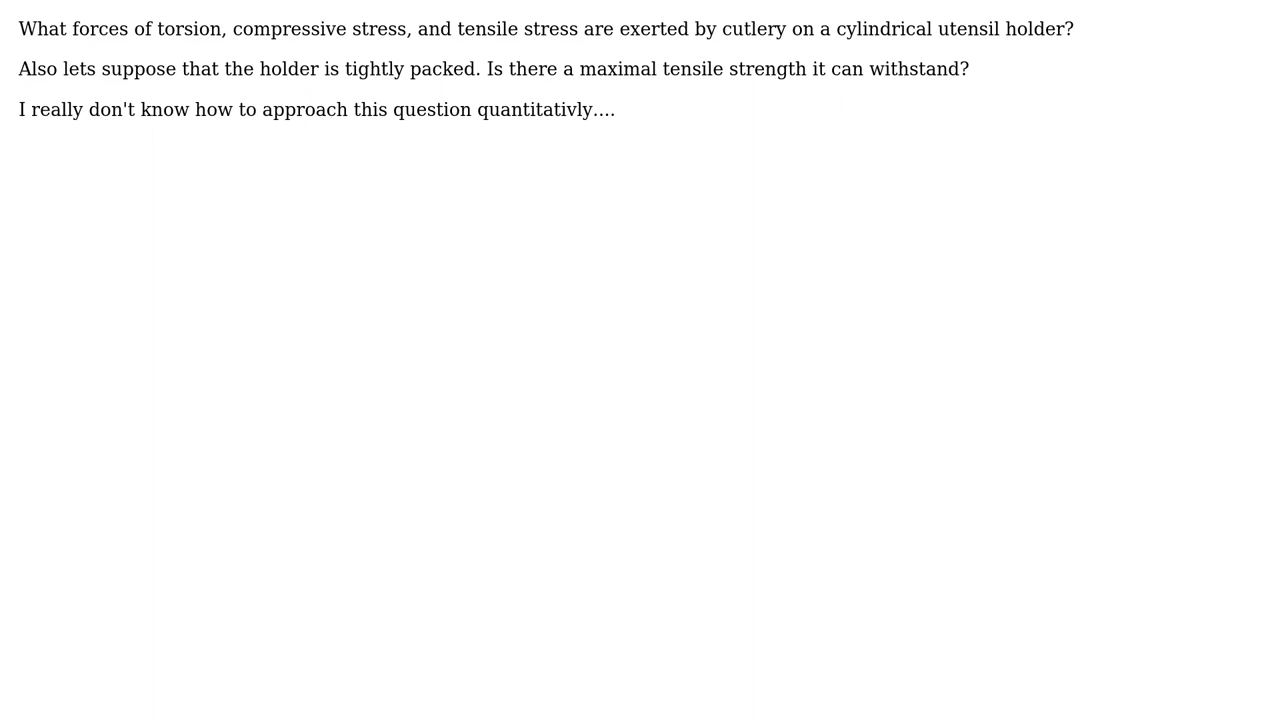 What forces of torsion, compressive stress, and tensile stress are exerted by cutlery on a cylindrical utensil holder?
Also lets suppose that the holder is tightly packed. Is there a maximal tensile strength it can withstand?
I really don't know how to approach this question quantitativly....